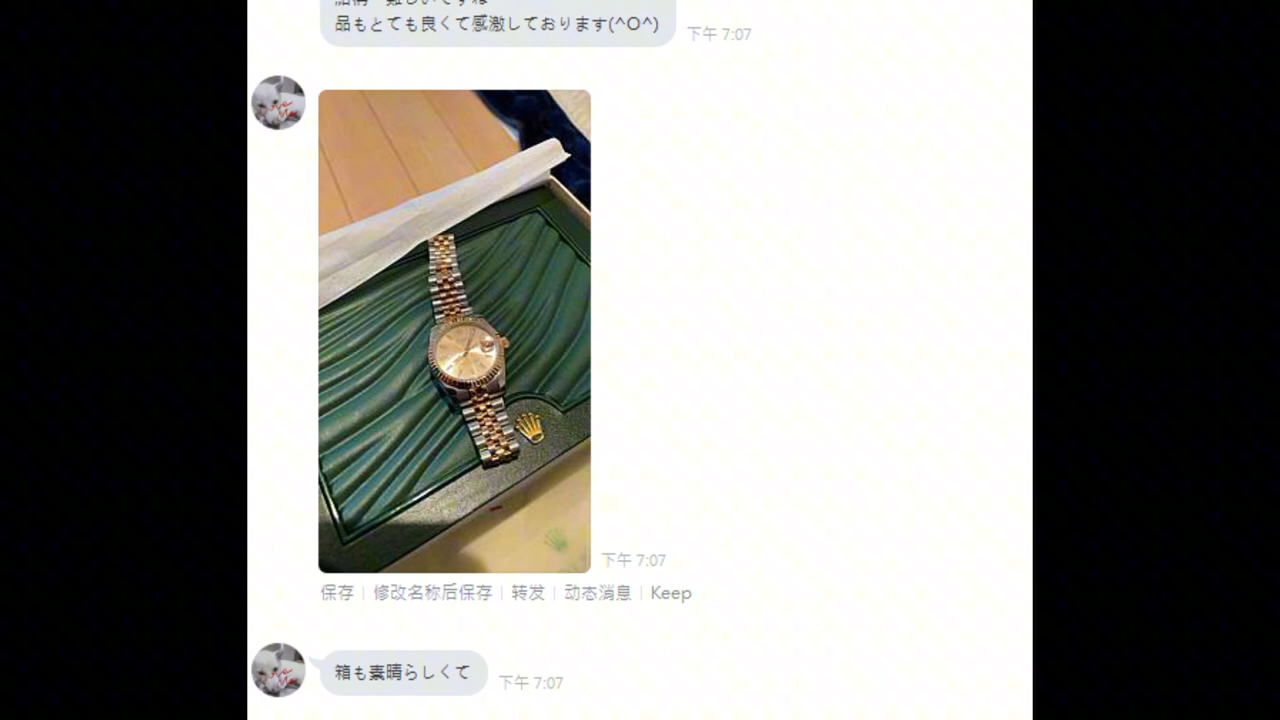 品もとても良くて感激しております(^O^)
下午 7:07
下午 7:07
保存 | 修改名称后保存 | 转发 | 动态消息 | Keep
箱も素晴らしくて
下午 7:07